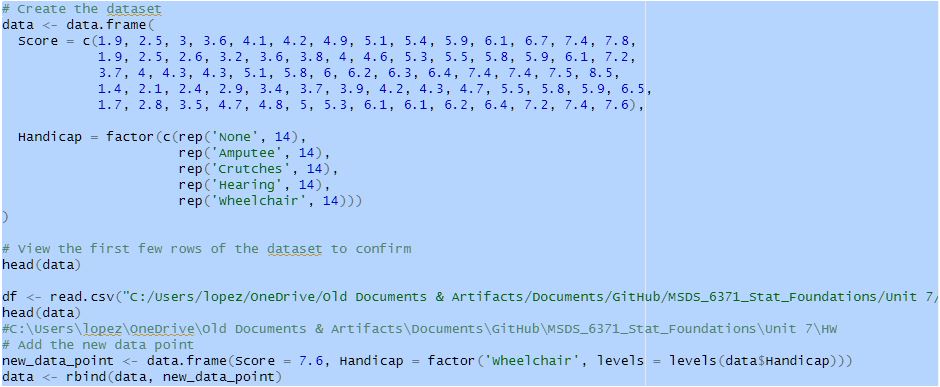 # Create the dataset
data <- data.frame(
  Score = c(1.9, 2.5, 3, 3.6, 4.1, 4.2, 4.9, 5.1, 5.4, 5.9, 6.1, 6.7, 7.4, 7.8,
            1.9, 2.5, 2.6, 3.2, 3.6, 3.8, 4, 4.6, 5.3, 5.5, 5.8, 5.9, 6.1, 7.2,
            3.7, 4, 4.3, 4.3, 5.1, 5.8, 6, 6.2, 6.3, 6.4, 7.4, 7.4, 7.5, 8.5,
            1.4, 2.1, 2.4, 2.9, 3.4, 3.7, 3.9, 4.2, 4.3, 4.7, 5.5, 5.8, 5.9, 6.5,
            1.7, 2.8, 3.5, 4.7, 4.8, 5, 5.3, 6.1, 6.1, 6.2, 6.4, 7.2, 7.4, 7.6),
  Handicap = factor(c(rep('None', 14),
                      rep('Amputee', 14),
                      rep('Crutches', 14),
                      rep('Hearing', 14),
                      rep('Wheelchair', 14)))
)
# View the first few rows of the dataset to confirm
head(data)
df <- read.csv("C:/Users/lopez/OneDrive/Old Documents & Artifacts/Documents/GitHub/MSDS_6371_Stat_Foundations/Unit 7/
head(data)
#C:\Users\lopez\OneDrive\Old Documents & Artifacts\Documents\GitHub\MSDS_6371_Stat_Foundations\Unit 7\HW
# Add the new data point
new_data_point <- data.frame(Score = 7.6, Handicap = factor('Wheelchair', levels = levels(data$Handicap)))
data <- rbind(data, new_data_point)